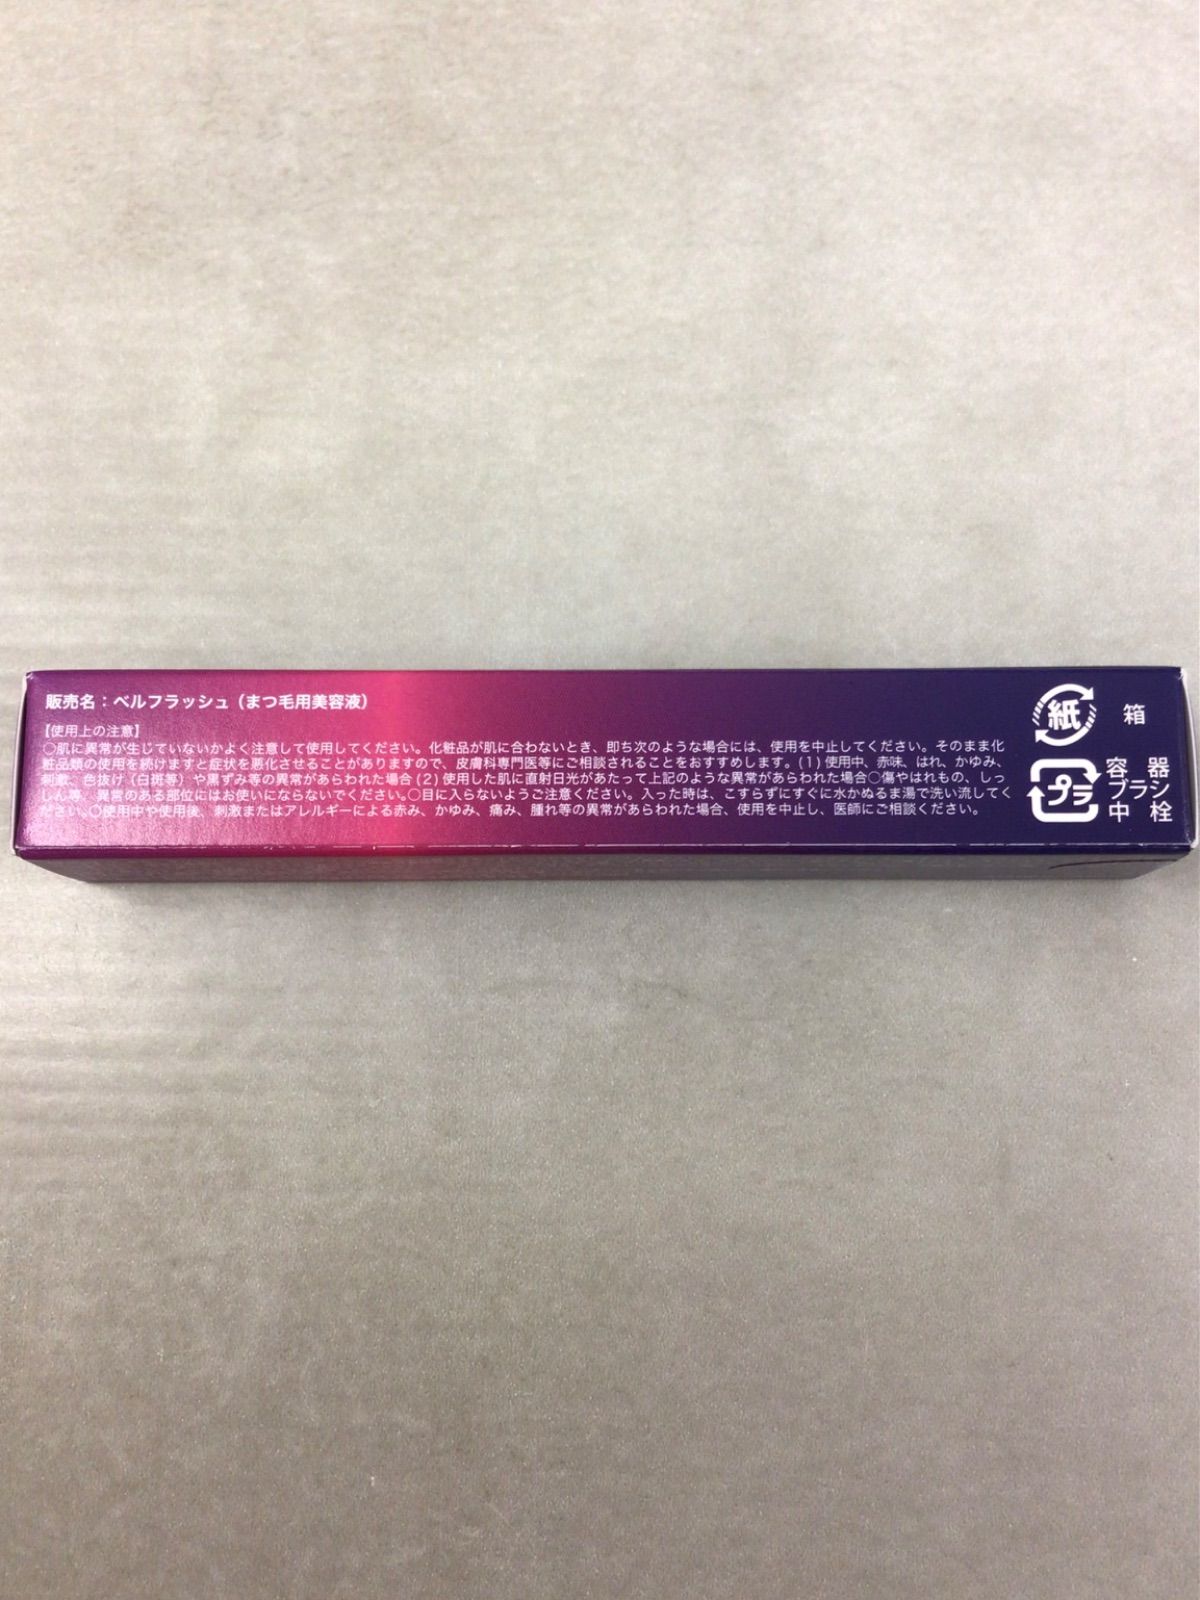 販売名：ベルフラッシュ（まつ毛用美容液）
【使用上の注意】
○肌に異常が生じていないかよく注意して使用してください。化粧品が肌に合わないとき、即ち次のような場合には、使用を中止してください。そのまま化
粧品類の使用を続けますと症状を悪化させることがありますので、皮膚科専門医等にご相談されることをおすすめします。(1) 使用中、赤味、はれ、かゆみ、
刺激、色抜け（白斑等）や黒ずみ等の異常があらわれた場合 (2) 使用した肌に直射日光があたって上記のような異常があらわれた場合○傷やはれもの、しっ
しん等、異常のある部位にはお使いにならないでください。○目に入らないようご注意ください。入った時は、こすらずにすぐに水かぬるま湯で洗い流してく
ださい。○使用中や使用後、刺激またはアレルギーによる赤み、かゆみ、痛み、腫れ等の異常があらわれた場合、使用を中止し、医師にご相談ください。
紙 箱
プラ
容器
ブラシ
中栓